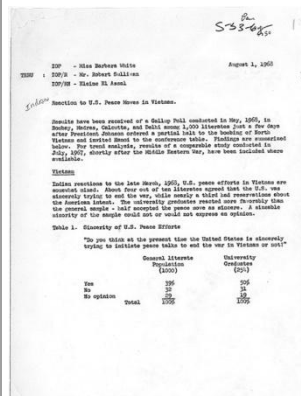 S-33-68
IOP - Miss Barbara White August 1, 1968
THRU : IOP/R - Mr. Robert Sullivan
IOP/RM - Elaine El Assal
Reaction to U.S. Peace Moves in Vietnam.
Results have been received of a Gallup Poll conducted in May, 1968, in
Bombay, Madras, Calcutta, and Delhi among 1,000 literates just a few days
after President Johnson ordered a partial halt to the bombing of North
Vietnam and invited Hanoi to the conference table. Findings are summarized
below. For trend analysis, results of a comparable study conducted in
July, 1967, shortly after the Middle Eastern War, have been included where
available.
Vietnam
Indian reactions to the late March, 1968, U.S. peace efforts in Vietnam are
somewhat mixed. About four out of ten literates agreed that the U.S. was
sincerely trying to end the war, while nearly a third had reservations about
the American intent. The university graduates reacted more favorably than
the general sample - half accepted the peace move as sincere. A sizeable
minority of the sample could not or would not express an opinion.
Table 1. Sincerity of U.S. Peace Efforts
"Do you think at the present time the United States is sincerely
trying to initiate peace talks to end the war in Vietnam or not?"
General Literate University
Population Graduates
(1000) (254)
Yes 39% 50%
No 32 31
No opinion 29 19
Total 100% 100%